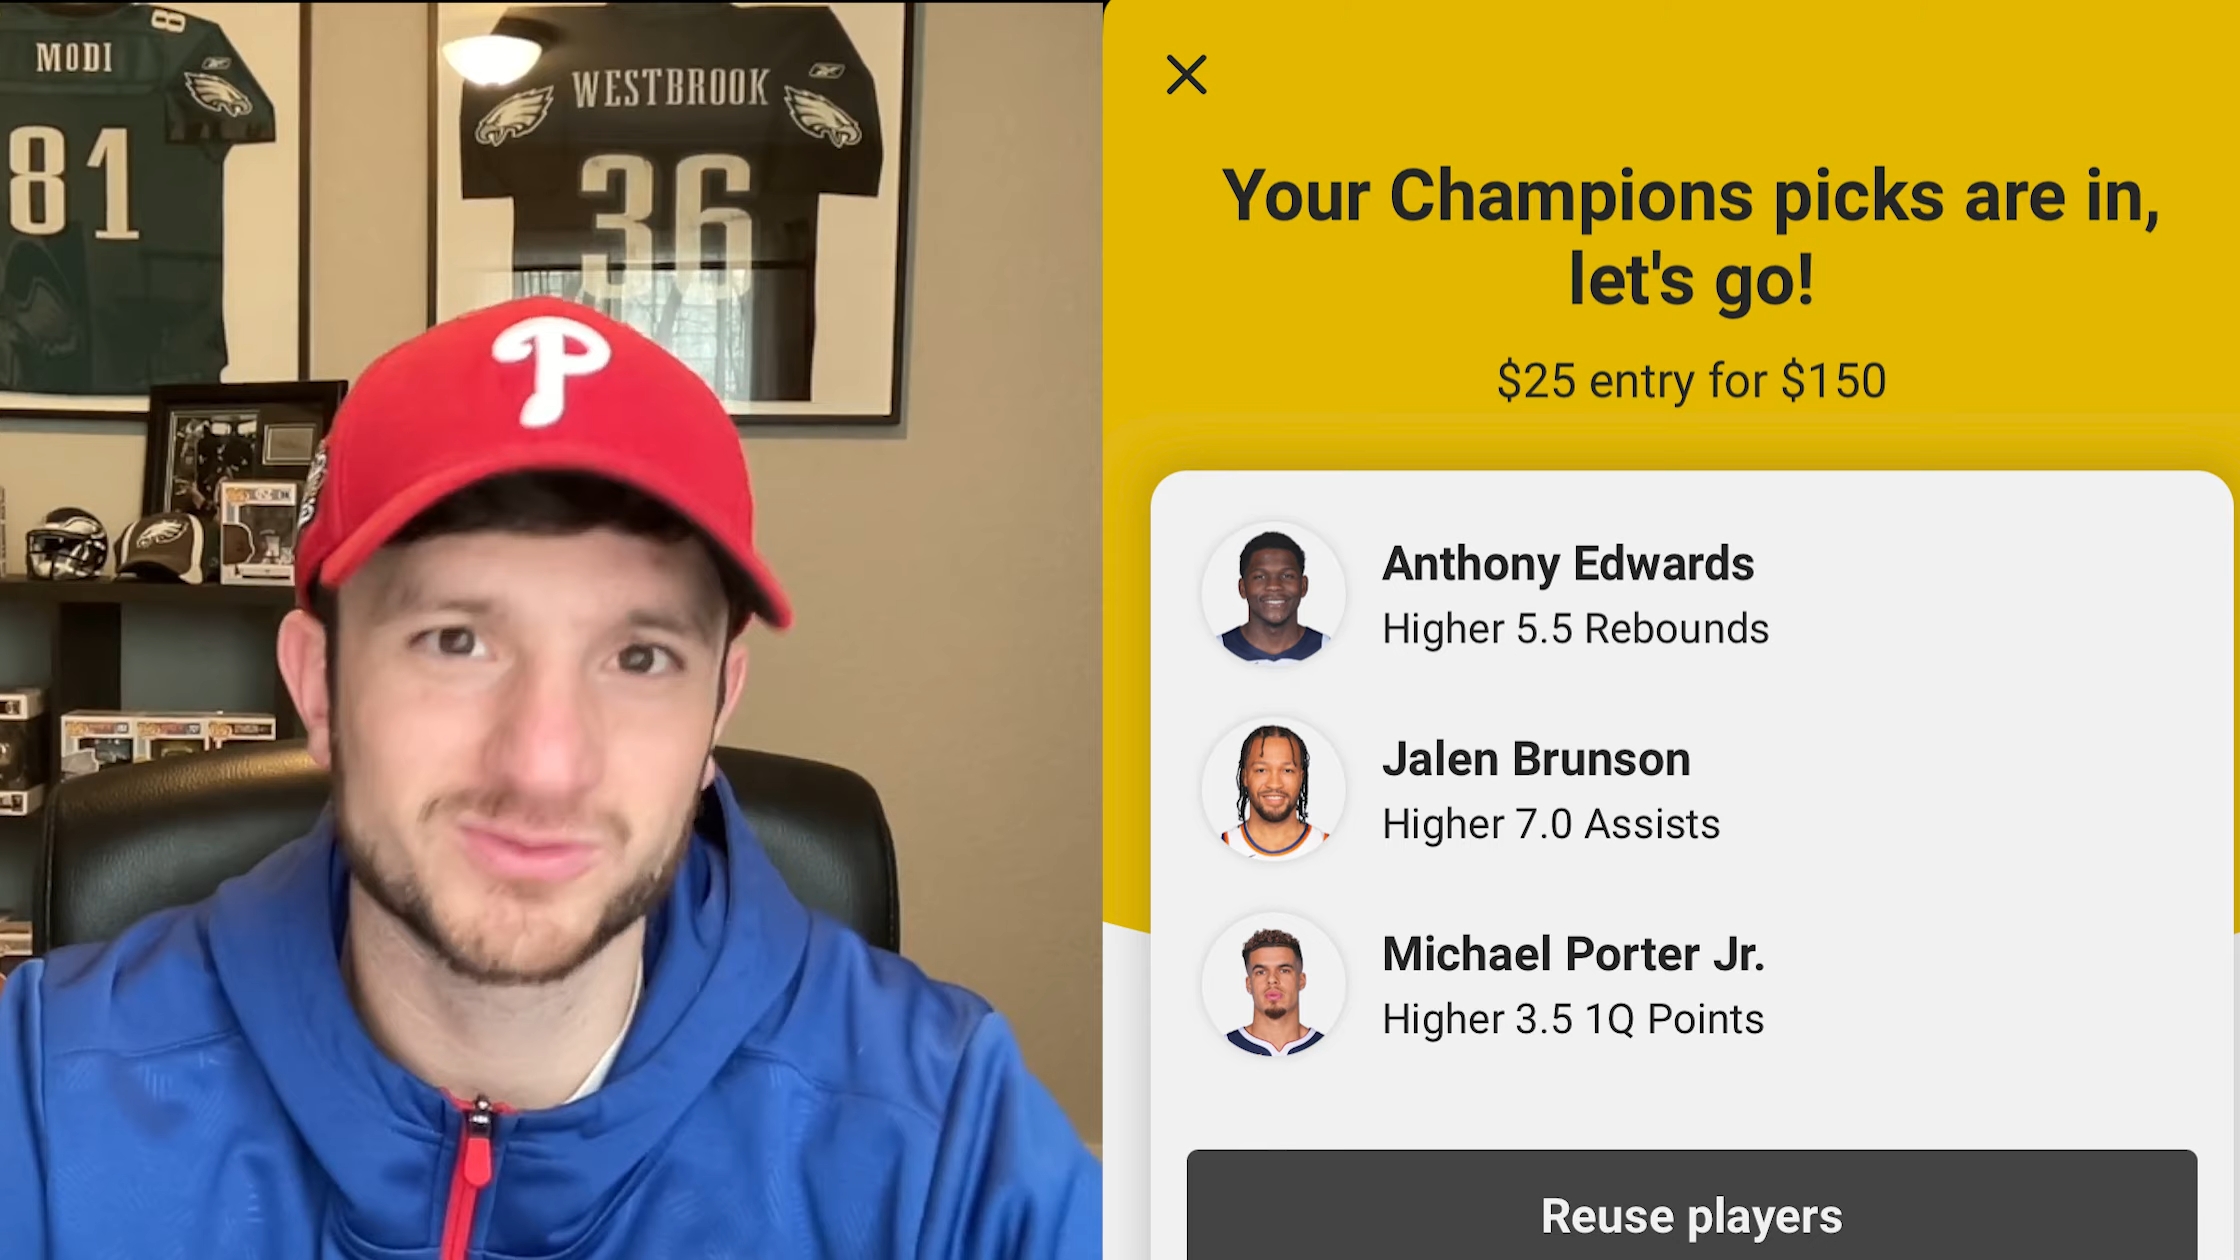 MODI
81
8
WESTBROOK
36
P
Your Champions picks are in,
let's go!
$25 entry for $150
Anthony Edwards
Higher 5.5 Rebounds
Jalen Brunson
Higher 7.0 Assists
Michael Porter Jr.
Higher 3.5 1Q Points
Reuse players